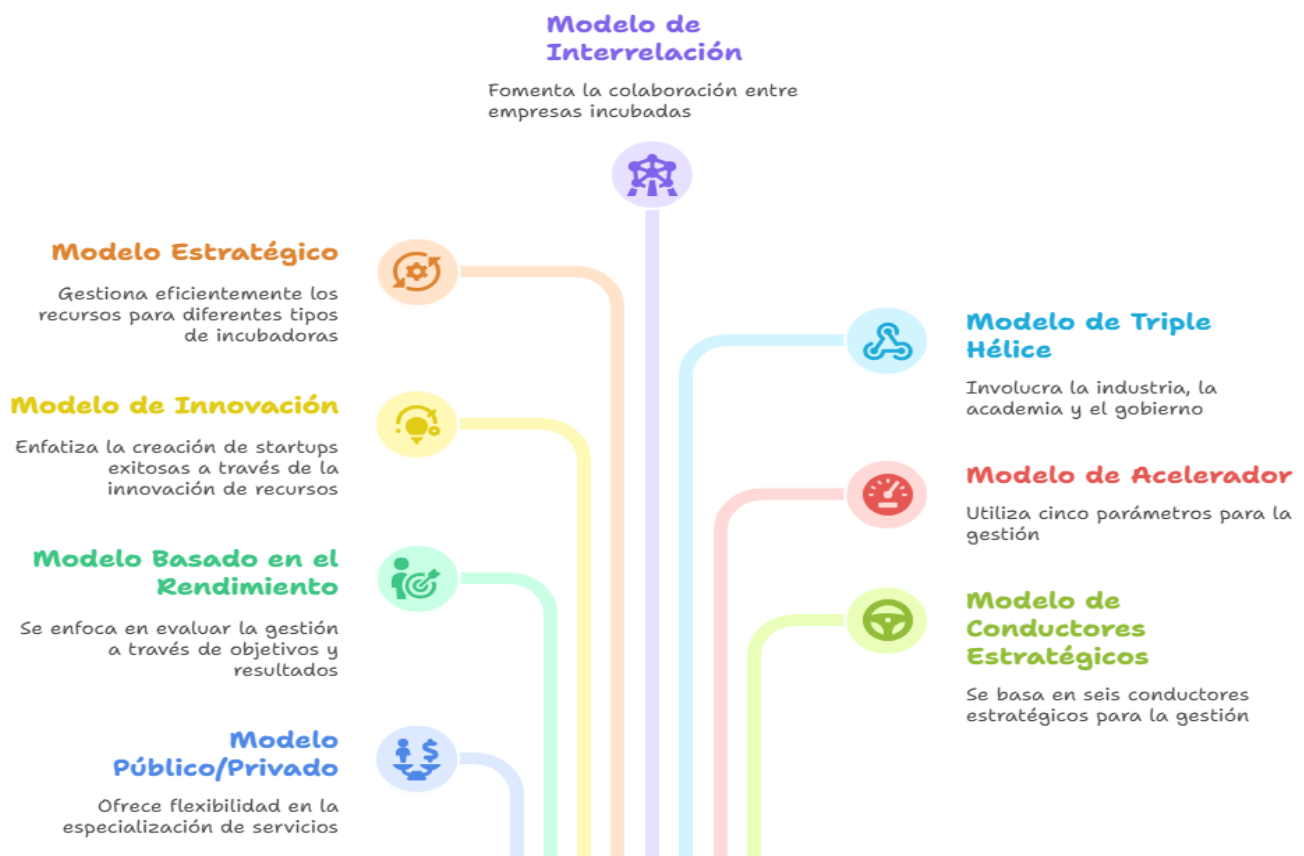 Modelo de
Interrelación
Fomenta la colaboración entre
empresas incubadas
Modelo Estratégico
Gestiona eficientemente los
recursos para diferentes tipos
de incubadoras
Modelo de Triple
Hélice
Involucra la industria, la
academia y el gobierno
Modelo de Innovación
Enfatiza la creación de startups
exitosas a través de la
innovación de recursos
Modelo de Acelerador
Utiliza cinco parámetros para la
gestión
Modelo Basado en el
Rendimiento
Se enfoca en evaluar la gestión
a través de objetivos y
resultados
Modelo de
Conductores
Estratégicos
Se basa en seis conductores
estratégicos para la gestión
Modelo
Público/Privado
Ofrece flexibilidad en la
especialización de servicios